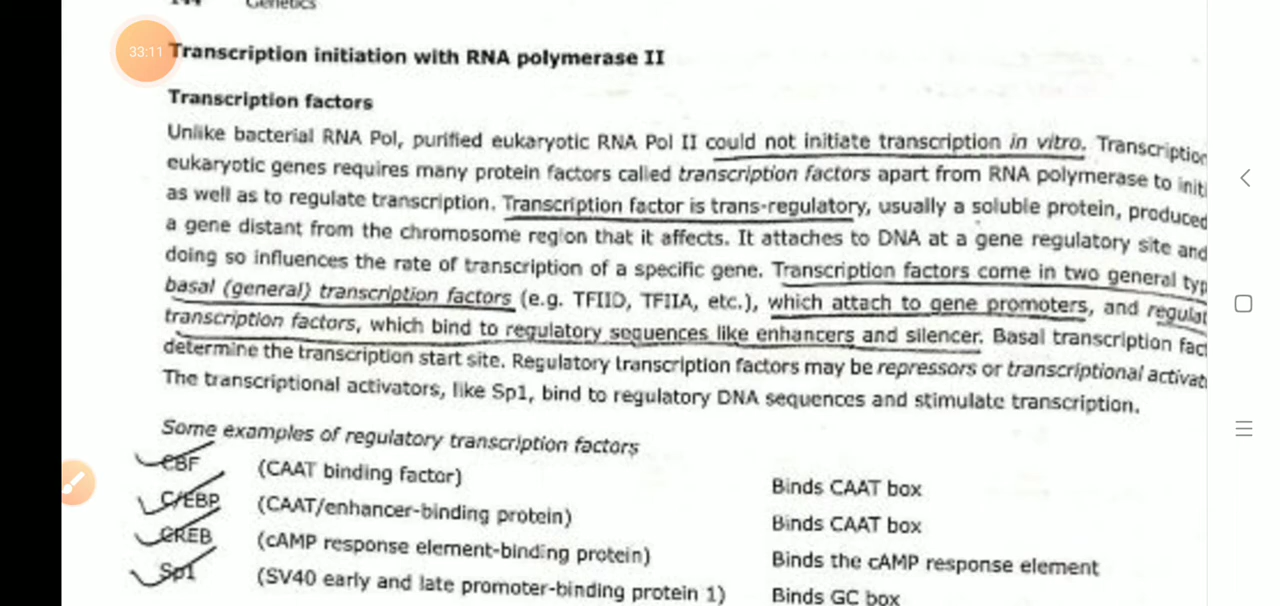 Genetics
33:11
Transcription initiation with RNA polymerase II
Transcription factors
Unlike bacterial RNA Pol, purified eukaryotic RNA Pol II could not initiate transcription in vitro. Transcription
eukaryotic genes requires many protein factors called transcription factors apart from RNA polymerase to initi
as well as to regulate transcription. Transcription factor is trans-regulatory, usually a soluble protein, produced
a gene distant from the chromosome region that it affects. It attaches to DNA at a gene regulatory site and
doing so influences the rate of transcription of a specific gene. Transcription factors come in two general typ
basal (general) transcription factors (e.g. TFIID, TFIIA, etc.), which attach to gene promoters, and regulat
transcription factors, which bind to regulatory sequences like enhancers and silencer. Basal transcription fact
determine the transcription start site. Regulatory transcription factors may be repressors or transcriptional activat
The transcriptional activators, like Sp1, bind to regulatory DNA sequences and stimulate transcription.
Some examples of regulatory transcription factors
CBF (CAAT binding factor) Binds CAAT box
C/EBP (CAAT/enhancer-binding protein) Binds CAAT box
CREB (cAMP response element-binding protein) Binds the cAMP response element
Sp1 (SV40 early and late promoter-binding protein 1) Binds GC box